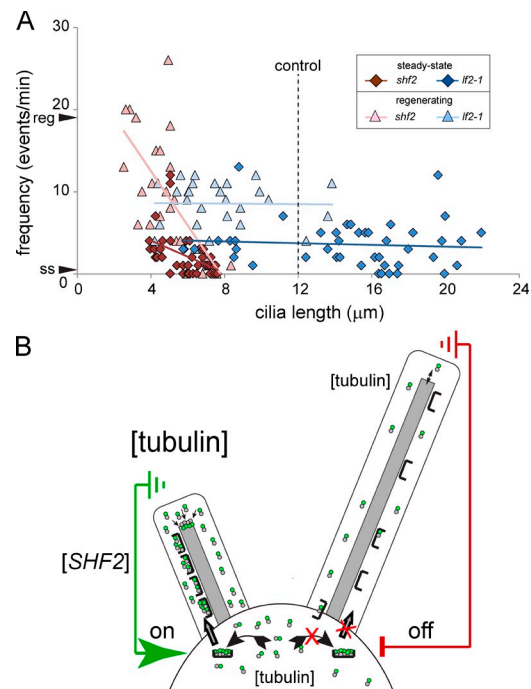 A
frequency (events/min)
30
20
10
0
reg
ss
control
steady-state
shf2 lf2-1
regenerating
shf2 lf2-1
0 4 8 12 16 20 24
cilia length (μm)
B
[tubulin]
[tubulin]
[SHF2]
on
off
[tubulin]